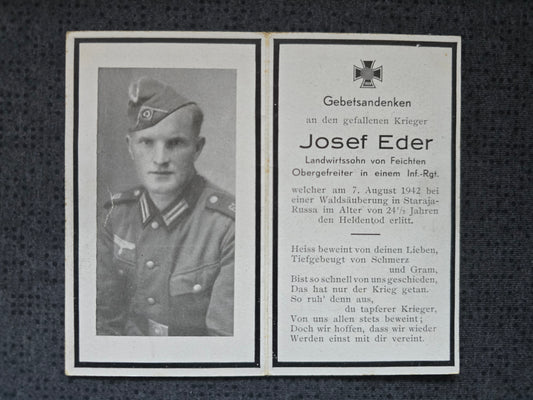 Gebetsandenken
an den gefallenen Krieger
Josef Eder
Landwirtssohn von Feichten
Obergefreiter in einem Inf.-Rgt.
welcher am 7. August 1942 bei
einer Waldsäuberung in Staraja-
Russa im Alter von 24½ Jahren
den Heldentod erlitt.
Heiss beweint von deinen Lieben,
Tiefgebeugt von Schmerz
und Gram,
Bist so schnell von uns geschieden,
Das hat nur der Krieg getan.
So ruh' denn aus,
du tapferer Krieger,
Von uns allen stets beweint;
Doch wir hoffen, dass wir wieder
Werden einst mit dir vereint.